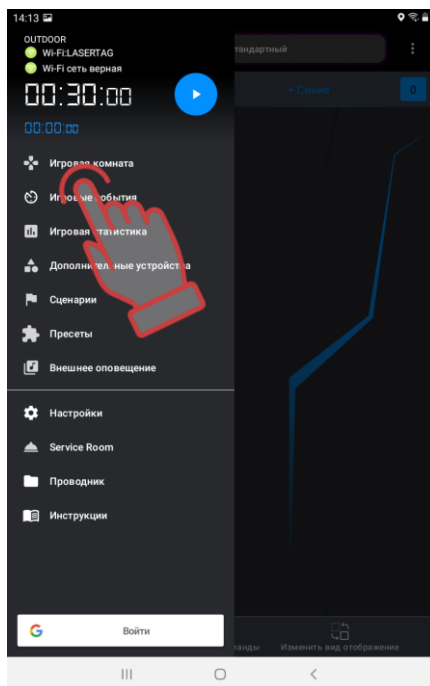 14:13
OUTDOOR
Wi-Fi:LASERTAG
Wi-Fi сеть верная
00:30:00
00:00:00
Игровая комната
Игровые события
Игровая статистика
Дополнительные устройства
Сценарии
Пресеты
Внешнее оповещение
Настройки
Service Room
Проводник
Инструкции
Войти
+ Синие
0
Изменить вид отображение